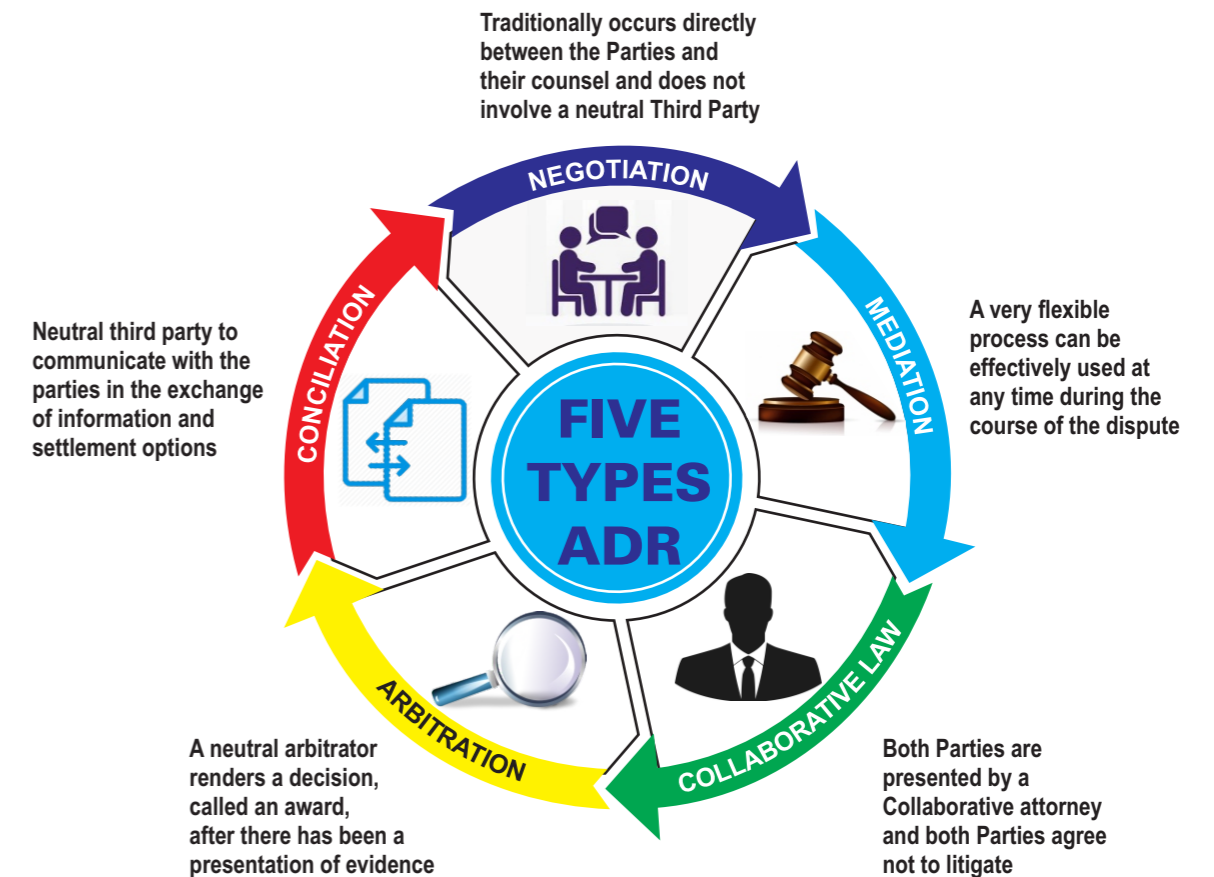 Traditionally occurs directly
between the Parties and
their counsel and does not
involve a neutral Third Party
NEGOTIATION
MEDIATION
A very flexible
process can be
effectively used at
any time during the
course of the dispute
COLLABORATIVE LAW
Both Parties are
presented by a
Collaborative attorney
and both Parties agree
not to litigate
ARBITRATION
A neutral arbitrator
renders a decision,
called an award,
after there has been a
presentation of evidence
CONCILIATION
Neutral third party to
communicate with the
parties in the exchange
of information and
settlement options
FIVE
TYPES
ADR